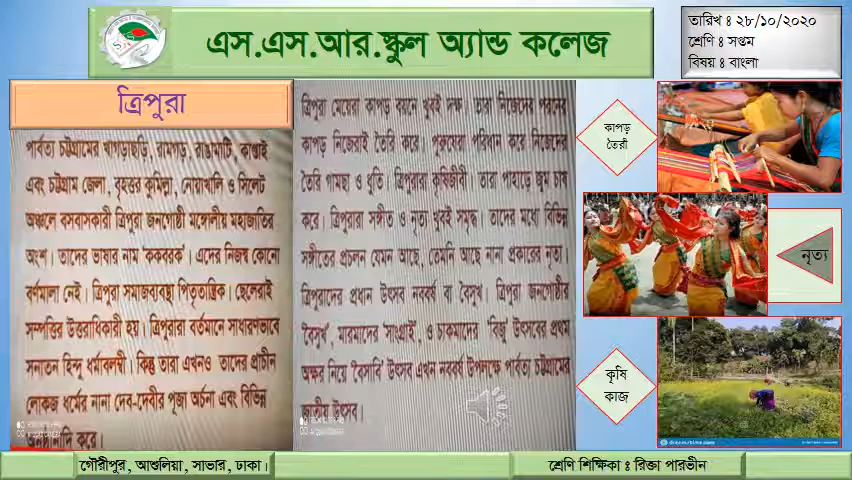 এস.এস.আর.স্কুল অ্যান্ড কলেজ
তারিখ ঃ ২৮/১০/২০২০
শ্রেণি ঃ সপ্তম
বিষয় ঃ বাংলা
ত্রিপুরা
পার্বত্য চট্টগ্রামের খাগড়াছড়ি, রামগড়, রাঙামাটি, কাপ্তাই
এবং চট্টগ্রাম জেলা, বৃহত্তর কুমিল্লা, নোয়াখালি ও সিলেট
অঞ্চলে বসবাসকারী ত্রিপুরা জনগোষ্ঠী মঙ্গোলীয় মহাজাতির
অংশ। তাদের ভাষার নাম ‘ককবরক’। এদের নিজস্ব কোনো
বর্ণমালা নেই। ত্রিপুরা সমাজব্যবস্থা পিতৃতান্ত্রিক। ছেলেরাই
সম্পত্তির উত্তরাধিকারী হয়। ত্রিপুরারা বর্তমানে সাধারণভাবে
সনাতন হিন্দু ধর্মাবলম্বী। কিন্তু তারা এখনও তাদের প্রাচীন
লোকজ ধর্মের নানা দেব-দেবীর পূজা অর্চনা এবং বিভিন্ন
করে।
ত্রিপুরা মেয়েরা কাপড় বয়নে খুবই দক্ষ। তারা নিজেদের পরনের
কাপড় নিজেরাই তৈরি করে। পুরুষেরা পরিধান করে নিজেদের
তৈরি গামছা ও ধুতি। ত্রিপুরারা কৃষিজীবী। তারা পাহাড়ে জুম চাষ
করে। ত্রিপুরারা সঙ্গীত ও নৃত্যে খুবই সমৃদ্ধ। তাদের মধ্যে বিভিন্ন
সঙ্গীতের প্রচলন যেমন আছে, তেমনি আছে নানা প্রকারের নৃত্য।
ত্রিপুরাদের প্রধান উৎসব নববর্ষ বা বৈসুখ। ত্রিপুরা জনগোষ্ঠীর
‘বৈসুখ’, মারমাদের ‘সাংগ্রাই’, ও চাকমাদের ‘বিজু’ উৎসবের প্রথম
অক্ষর নিয়ে ‘বৈসাবি’ উৎসব এখন নববর্ষ উপলক্ষে পার্বত্য চট্টগ্রামের
জাতীয় উৎসব।
কাপড়
তৈরী
নৃত্য
কৃষি
কাজ
গৌরীপুর, আশুলিয়া, সাভার, ঢাকা।
শ্রেণি শিক্ষিকা ঃ রিক্তা পারভীন